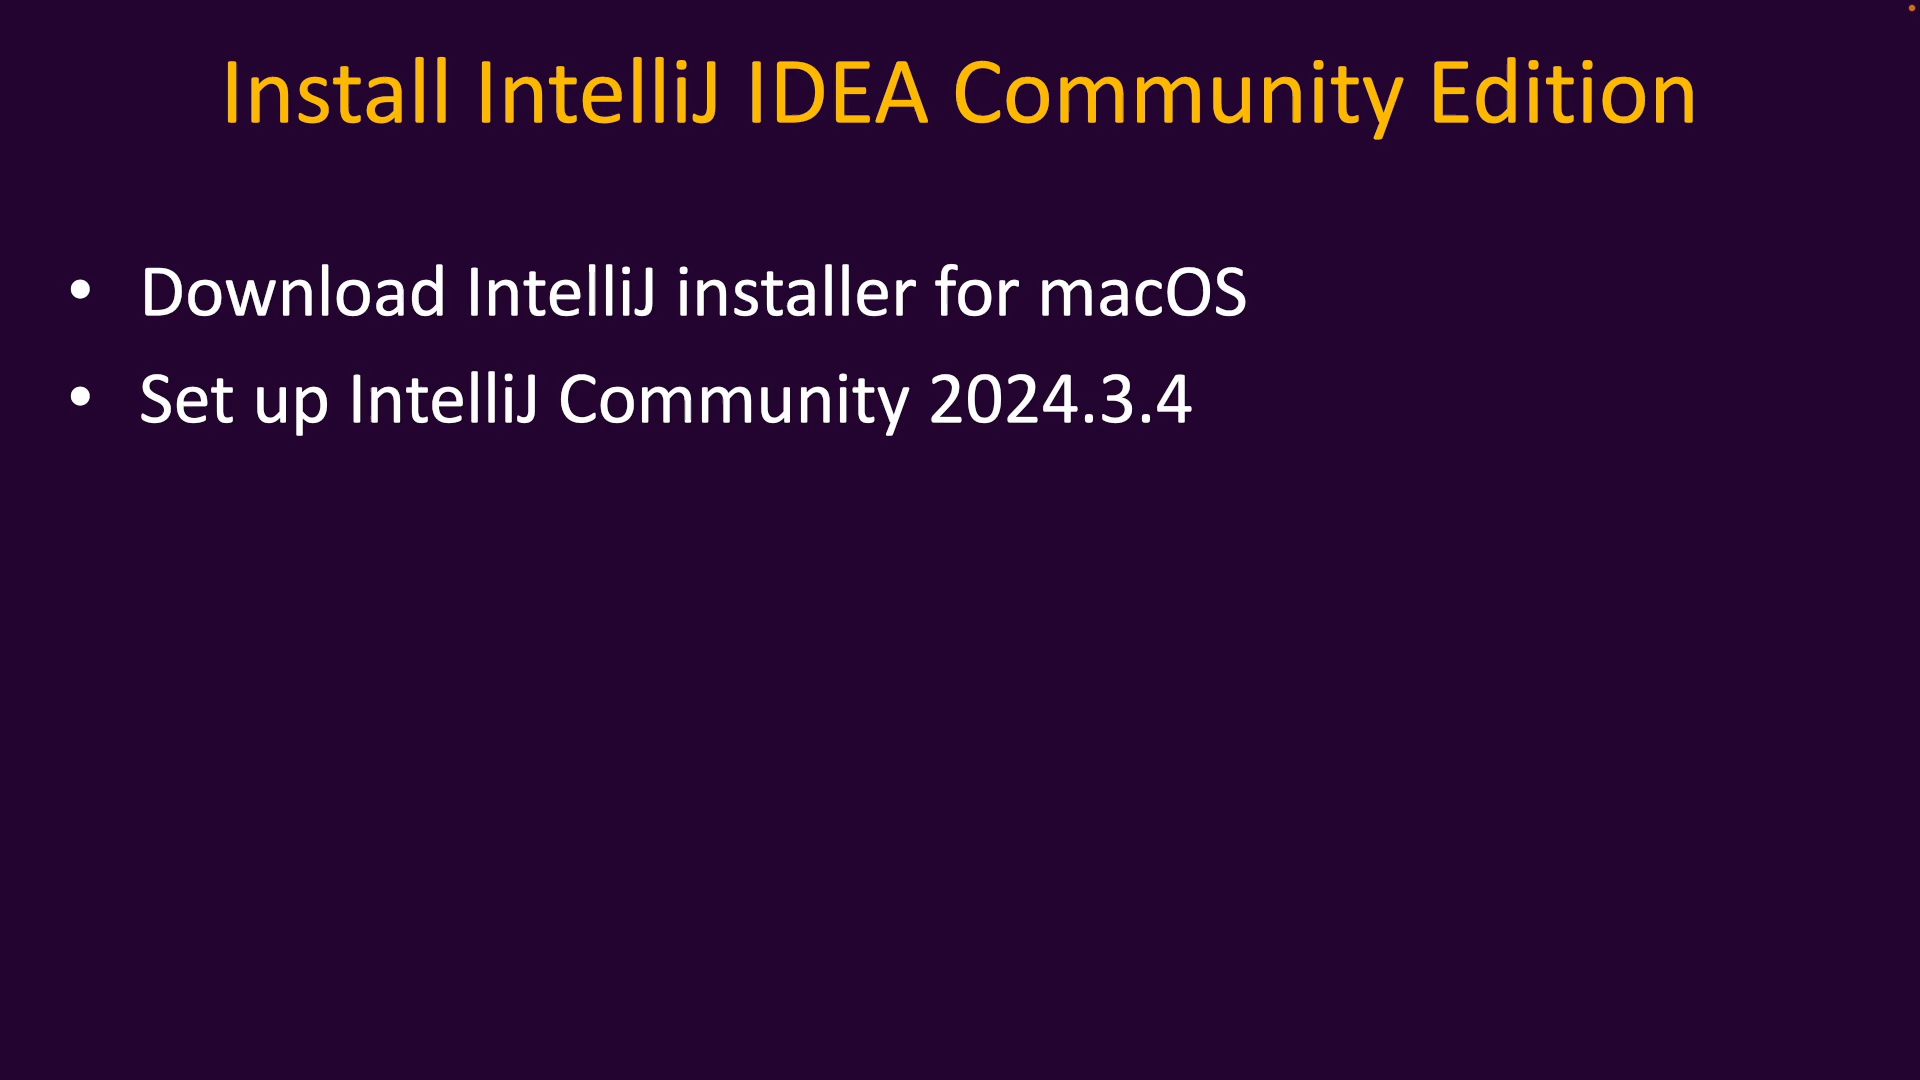 Install IntelliJ IDEA Community Edition
• Download IntelliJ installer for macOS
• Set up IntelliJ Community 2024.3.4